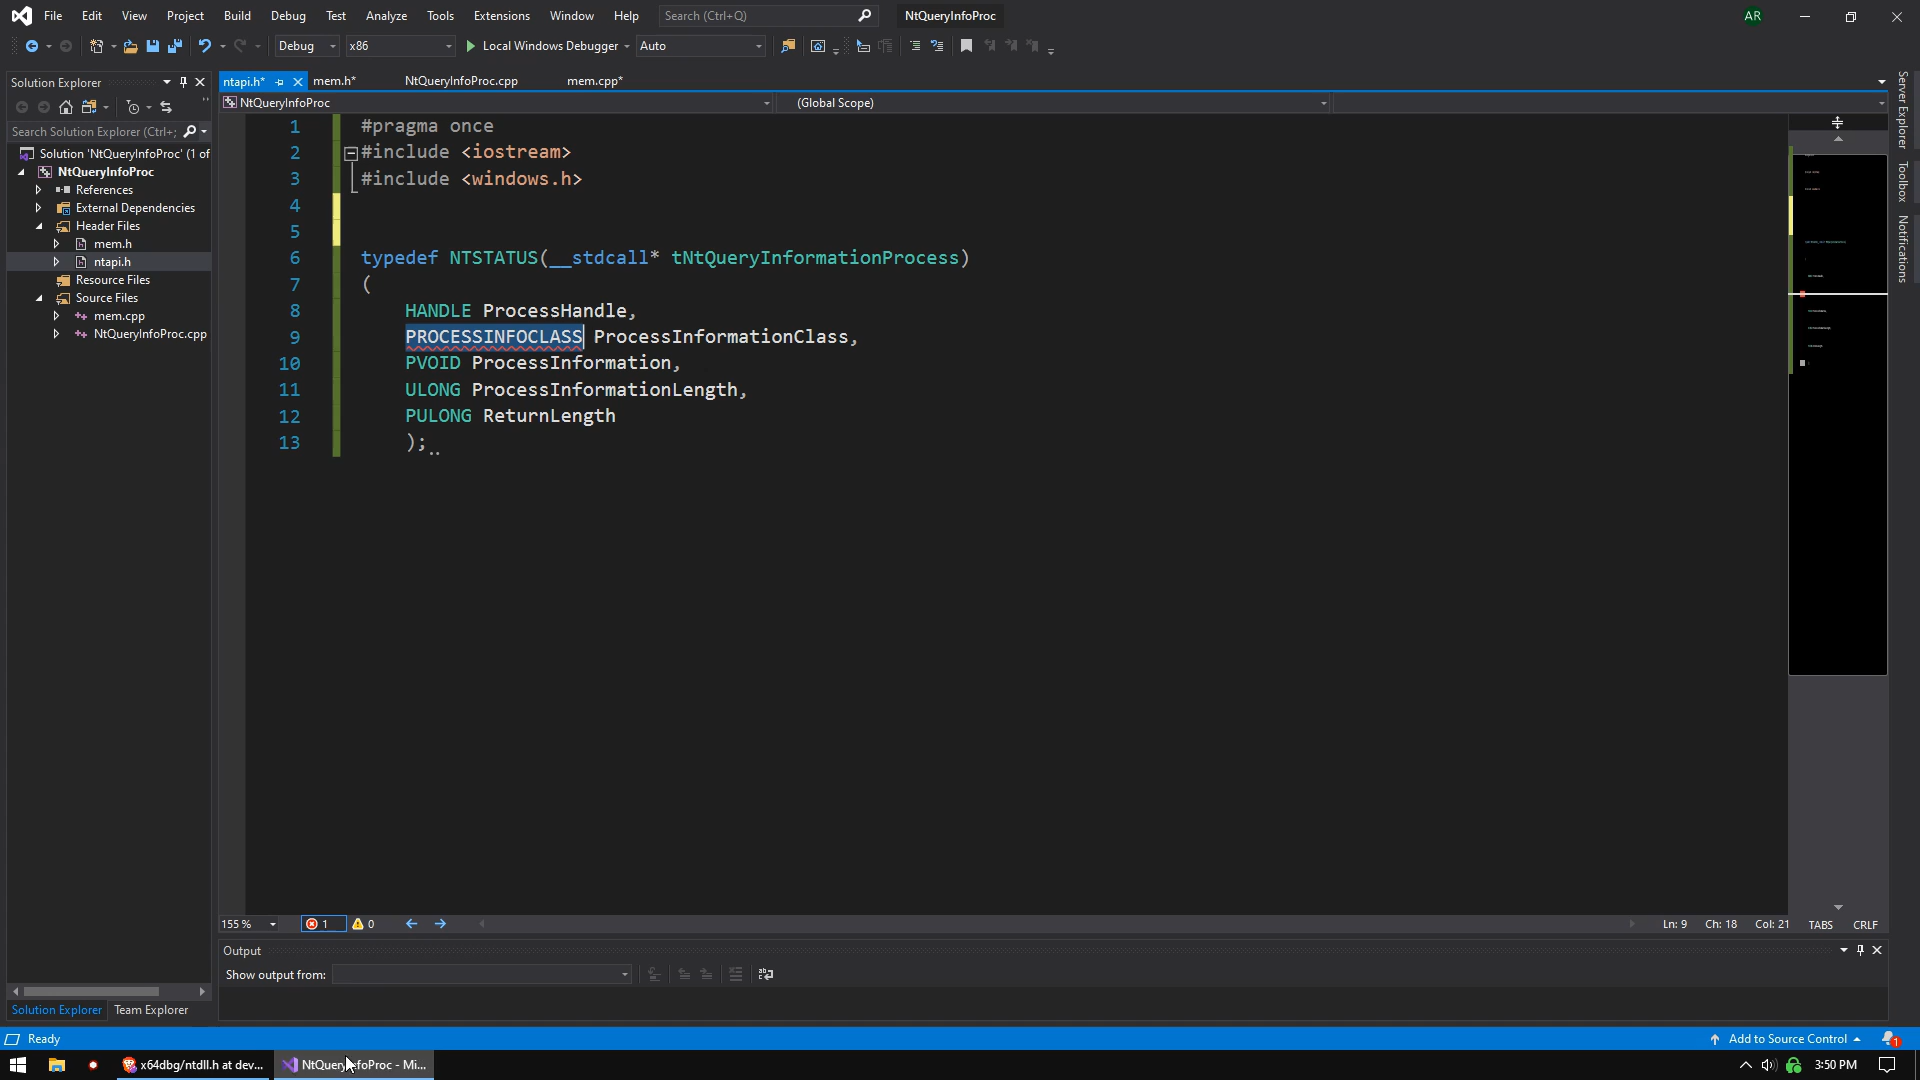 File Edit View Project Build Debug Test Analyze Tools Extensions Window Help Search (Ctrl+Q) NtQueryInfoProc AR
Debug x86 Local Windows Debugger Auto
Solution Explorer
Search Solution Explorer (Ctrl+;
Solution 'NtQueryInfoProc' (1 of
NtQueryInfoProc
References
External Dependencies
Header Files
mem.h
ntapi.h
Resource Files
Source Files
mem.cpp
NtQueryInfoProc.cpp
Solution Explorer Team Explorer
ntapi.h* mem.h* NtQueryInfoProc.cpp mem.cpp*
NtQueryInfoProc (Global Scope)
1 #pragma once
2 #include <iostream>
3 #include <windows.h>
4
5
6 typedef NTSTATUS(__stdcall* tNtQueryInformationProcess)
7 (
8 HANDLE ProcessHandle,
9 PROCESSINFOCLASS ProcessInformationClass,
10 PVOID ProcessInformation,
11 ULONG ProcessInformationLength,
12 PULONG ReturnLength
13 );
155 % 1 0 Ln: 9 Ch: 18 Col: 21 TABS CRLF
Output
Show output from:
Server Explorer
Toolbox
Notifications
Ready Add to Source Control 1
x64dbg/ntdll.h at dev... NtQueryInfoProc - Mi... 3:50 PM